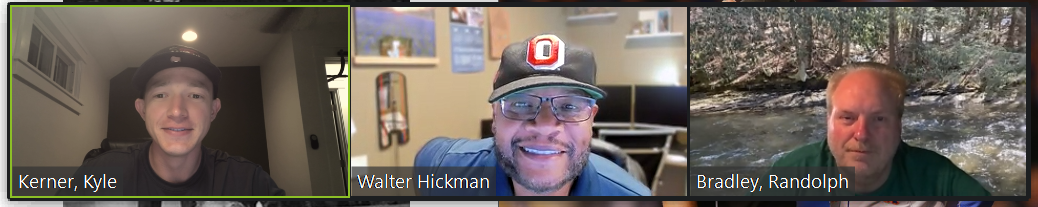 Kerner, Kyle
Walter Hickman
Bradley, Randolph
O